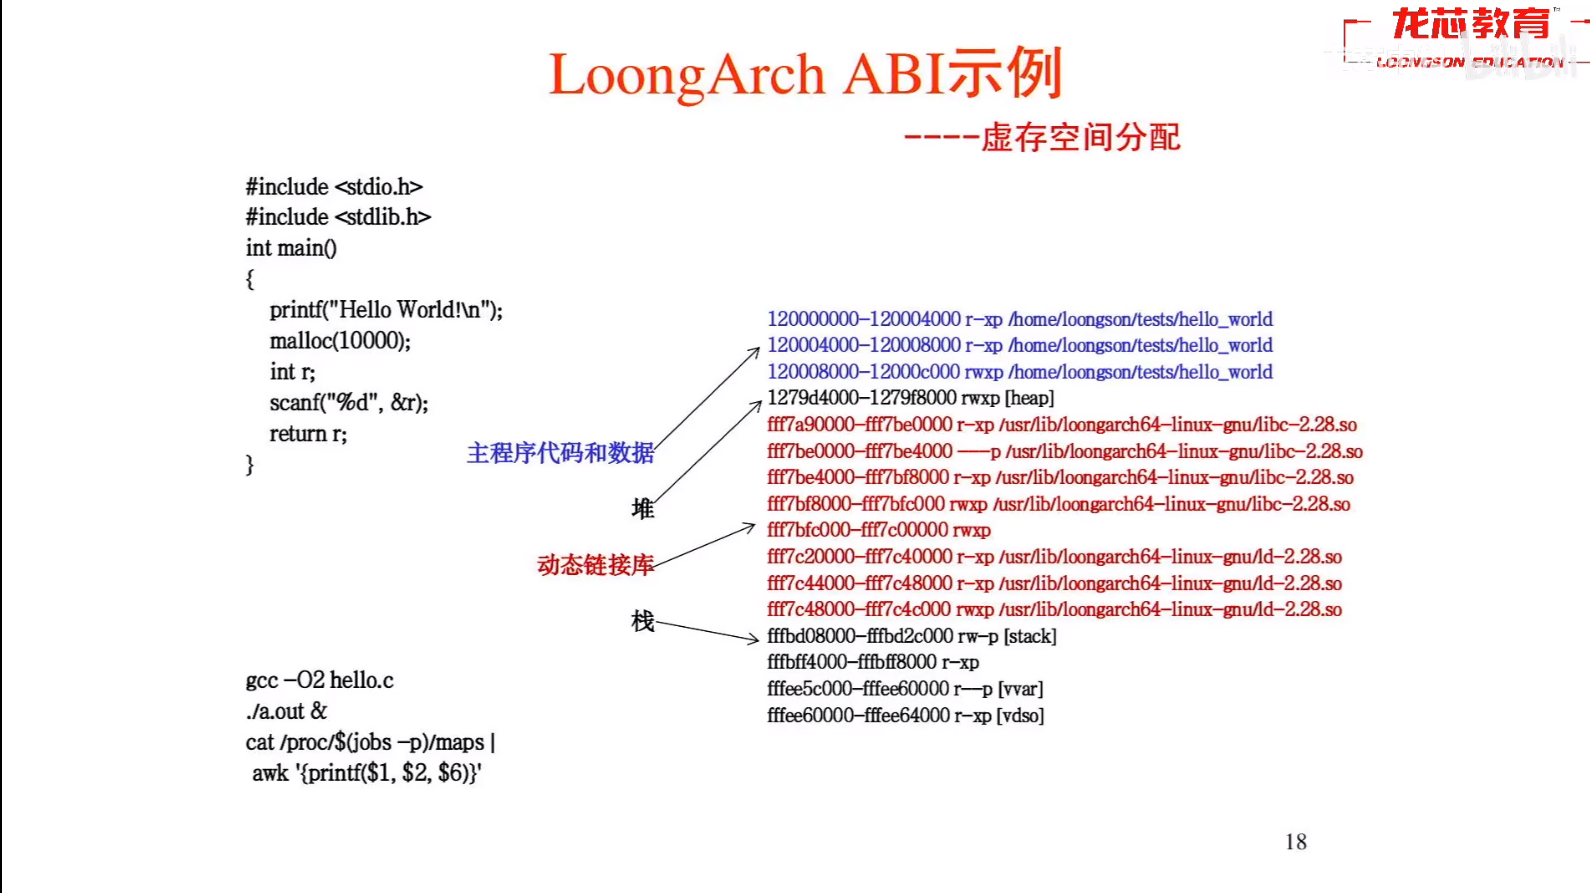 龙芯教育
LOONGSON EDUCATION
LoongArch ABI示例
----虚存空间分配
#include <stdio.h>
#include <stdlib.h>
int main()
{
printf("Hello World!\n");
malloc(10000);
int r;
scanf("%d", &r);
return r;
}
主程序代码和数据
堆
动态链接库
栈
120000000-120004000 r-xp /home/loongson/tests/hello_world
120004000-120008000 r-xp /home/loongson/tests/hello_world
120008000-12000c000 rwxp /home/loongson/tests/hello_world
1279d4000-1279f8000 rwxp [heap]
fff7a90000-fff7be0000 r-xp /usr/lib/loongarch64-linux-gnu/libc-2.28.so
fff7be0000-fff7be4000 ---p /usr/lib/loongarch64-linux-gnu/libc-2.28.so
fff7be4000-fff7bf8000 r-xp /usr/lib/loongarch64-linux-gnu/libc-2.28.so
fff7bf8000-fff7bfc000 rwxp /usr/lib/loongarch64-linux-gnu/libc-2.28.so
fff7bfc000-fff7c00000 rwxp
fff7c20000-fff7c40000 r-xp /usr/lib/loongarch64-linux-gnu/ld-2.28.so
fff7c44000-fff7c48000 r-xp /usr/lib/loongarch64-linux-gnu/ld-2.28.so
fff7c48000-fff7c4c000 rwxp /usr/lib/loongarch64-linux-gnu/ld-2.28.so
fffbd08000-fffbd2c000 rw-p [stack]
fffbff4000-fffbff8000 r-xp
fffee5c000-fffee60000 r--p [vvar]
fffee60000-fffee64000 r-xp [vdso]
gcc -O2 hello.c
./a.out &
cat /proc/$(jobs -p)/maps |
awk '{printf($1, $2, $6)}'
18